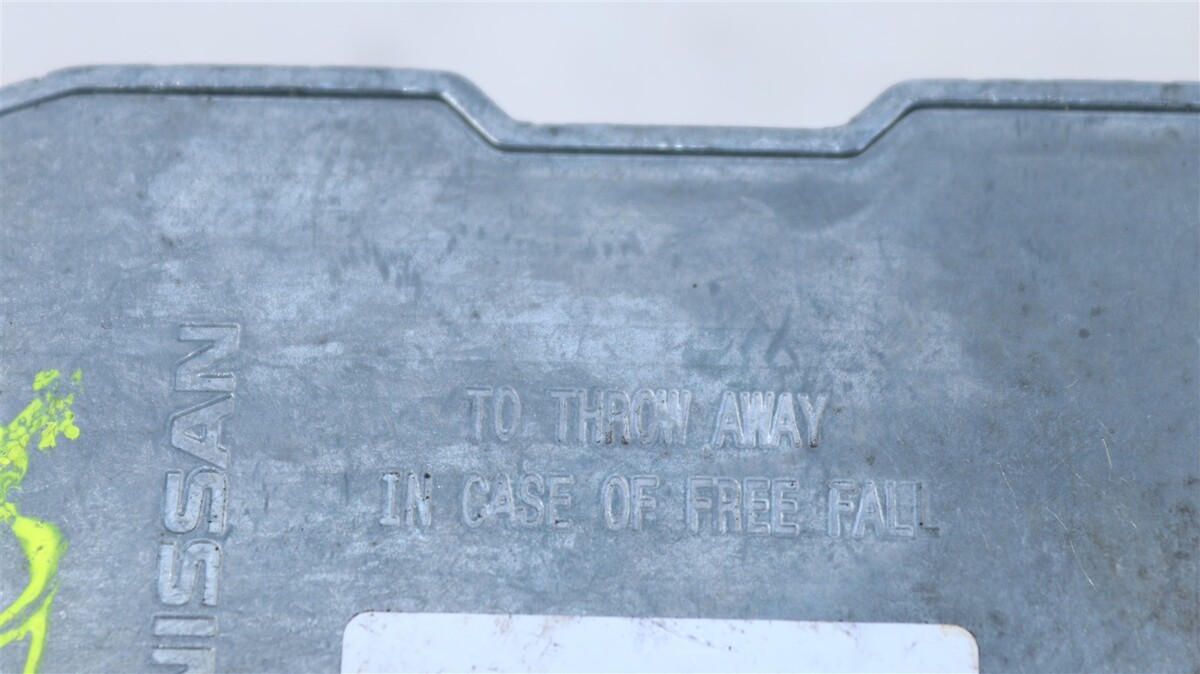 NISSAN
TO THROW AWAY
IN CASE OF FREE FALL